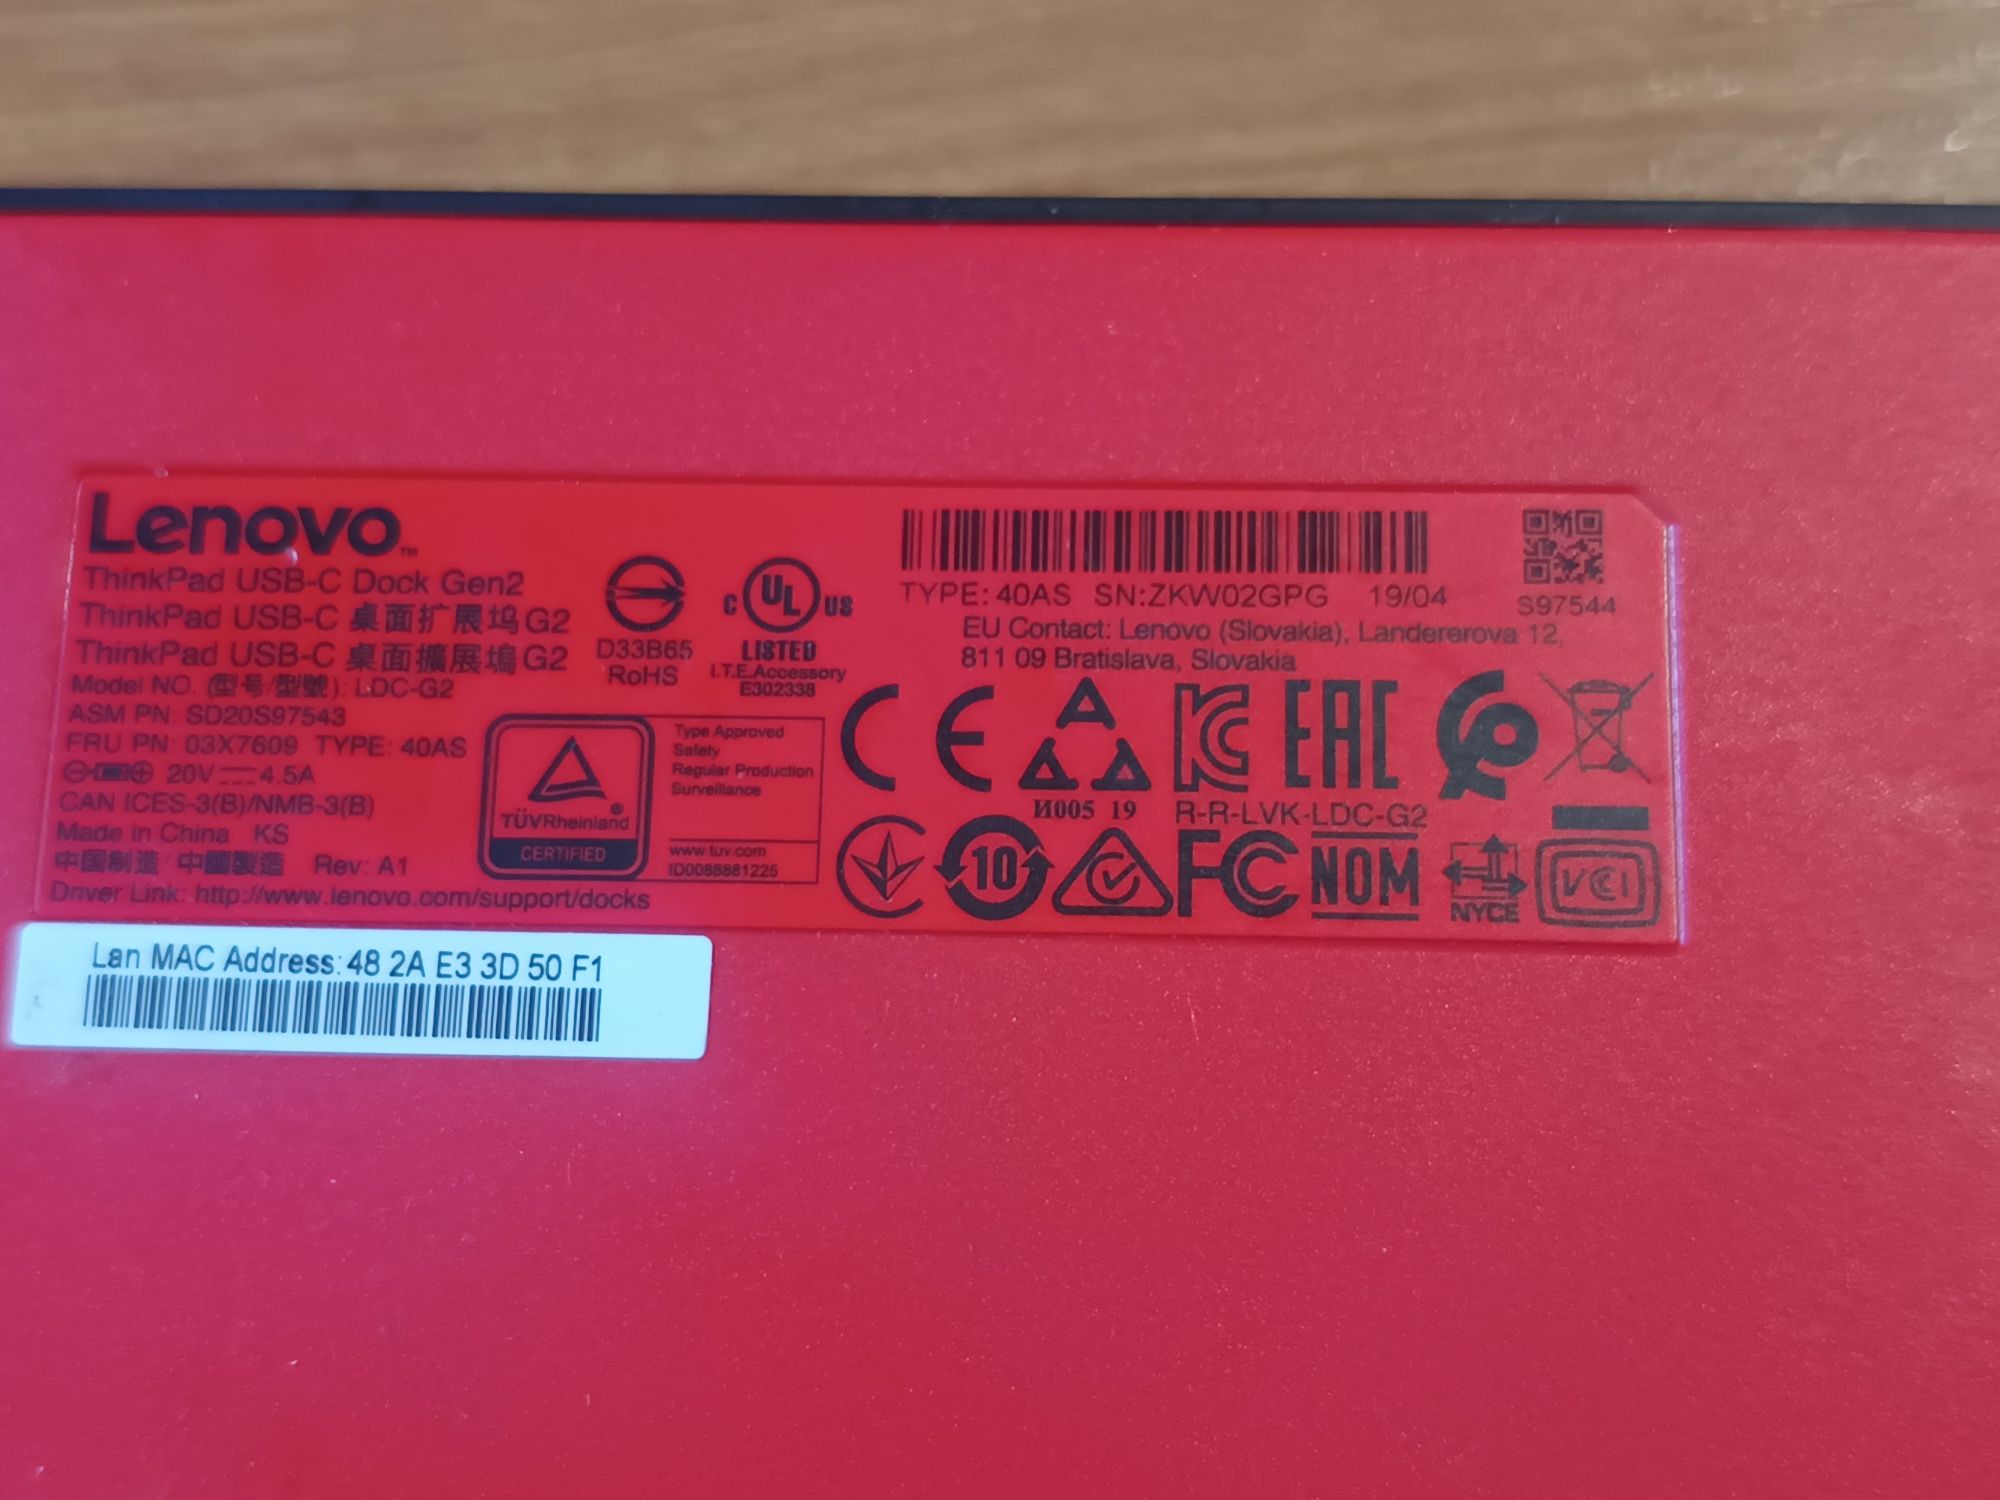 Lenovo™
ThinkPad USB-C Dock Gen2
ThinkPad USB-C 桌面扩展坞G2
ThinkPad USB-C 桌面擴展塢G2
Model NO. (型号/型號): LDC-G2
ASM PN: SD20S97543
FRU PN: 03X7609 TYPE: 40AS
20V 4.5A
CAN ICES-3(B)/NMB-3(B)
Made in China KS
中国制造/ 中國製造 Rev: A1
Driver Link: http://www.lenovo.com/support/docks
D33B65
RoHS
C UL US
LISTED
I.T.E.Accessory
E302338
TÜVRheinland®
CERTIFIED
Type Approved
Safety
Regular Production
Surveillance
www.tuv.com
ID0068881225
TYPE: 40AS SN:ZKW02GPG 19/04
S97544
EU Contact: Lenovo (Slovakia), Landererova 12,
811 09 Bratislava, Slovakia
CE KC EAC
И005 19
R-R-LVK-LDC-G2
10 FC NOM NYCE VCI
Lan MAC Address: 48 2A E3 3D 50 F1